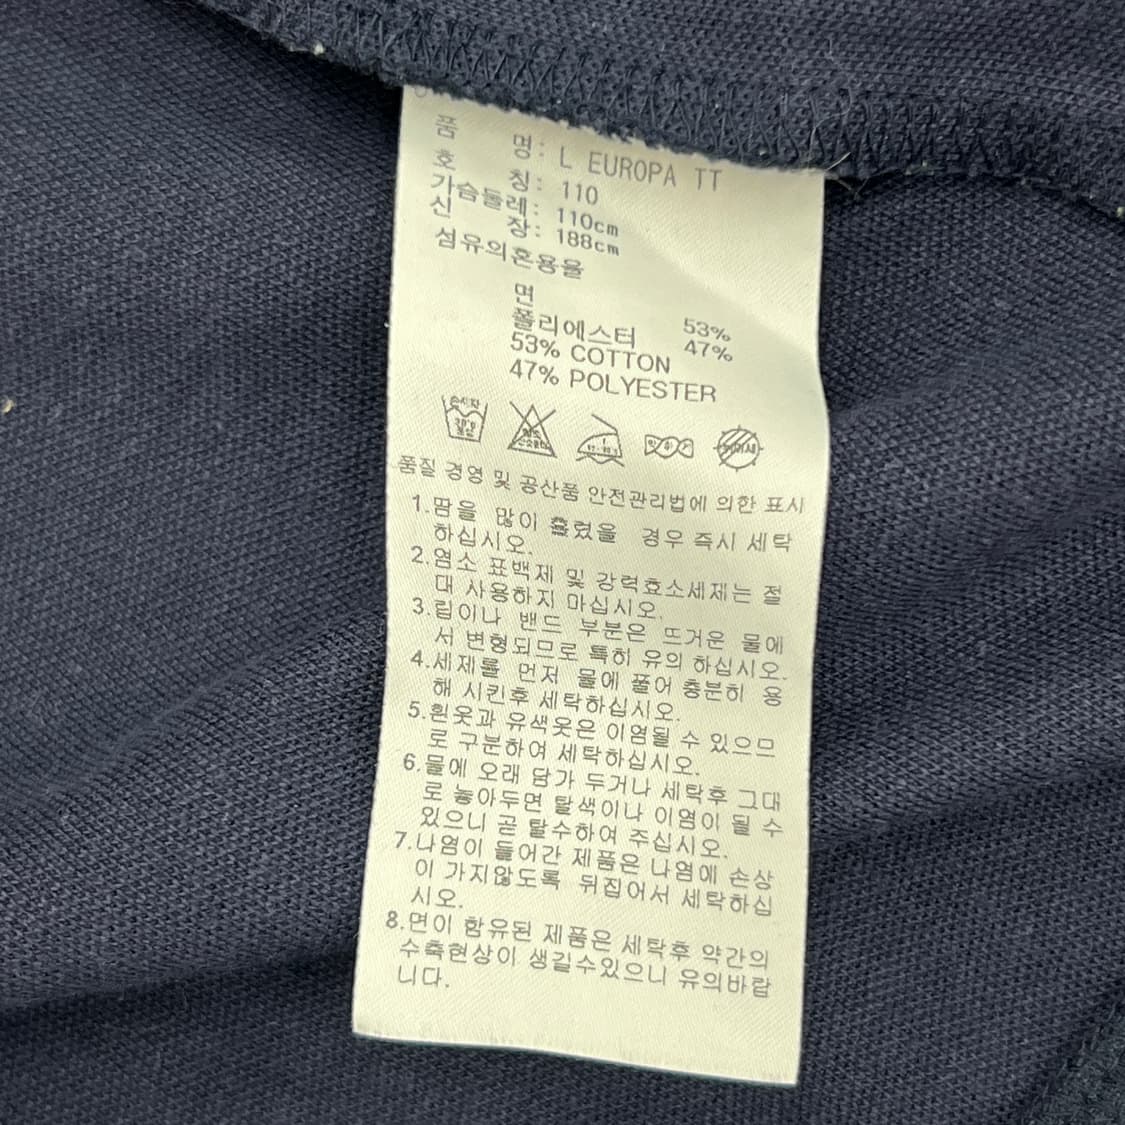 품 명: L EUROPA TT
호 칭: 110
가슴둘레: 110cm
신 장: 188cm
섬유의혼용율
면 53%
폴리에스터 47%
53% COTTON
47% POLYESTER
손세탁
품질 경영 및 공산품 안전관리법에 의한 표시
1.땀을 많이 흘렸을 경우 즉시 세탁
하십시오.
2.염소 표백제 및 강력효소세제는 절
대 사용하지 마십시오.
3.립이나 밴드 부분은 뜨거운 물에
서 변형되므로 특히 유의 하십시오.
4.세제를 먼저 물에 풀어 충분히 용
해 시킨후 세탁하십시오.
5.흰옷과 유색옷은 이염될 수 있으므
로 구분하여 세탁하십시오.
6.물에 오래 담가 두거나 세탁후 그대
로 놓아두면 탈색이나 이염이 될 수
있으니 곧 탈수하여 주십시오.
7.나염이 들어간 제품은 나염에 손상
이 가지않도록 뒤집어서 세탁하십
시오.
8.면이 함유된 제품은 세탁후 약간의
수축현상이 생길수있으니 유의바랍
니다.